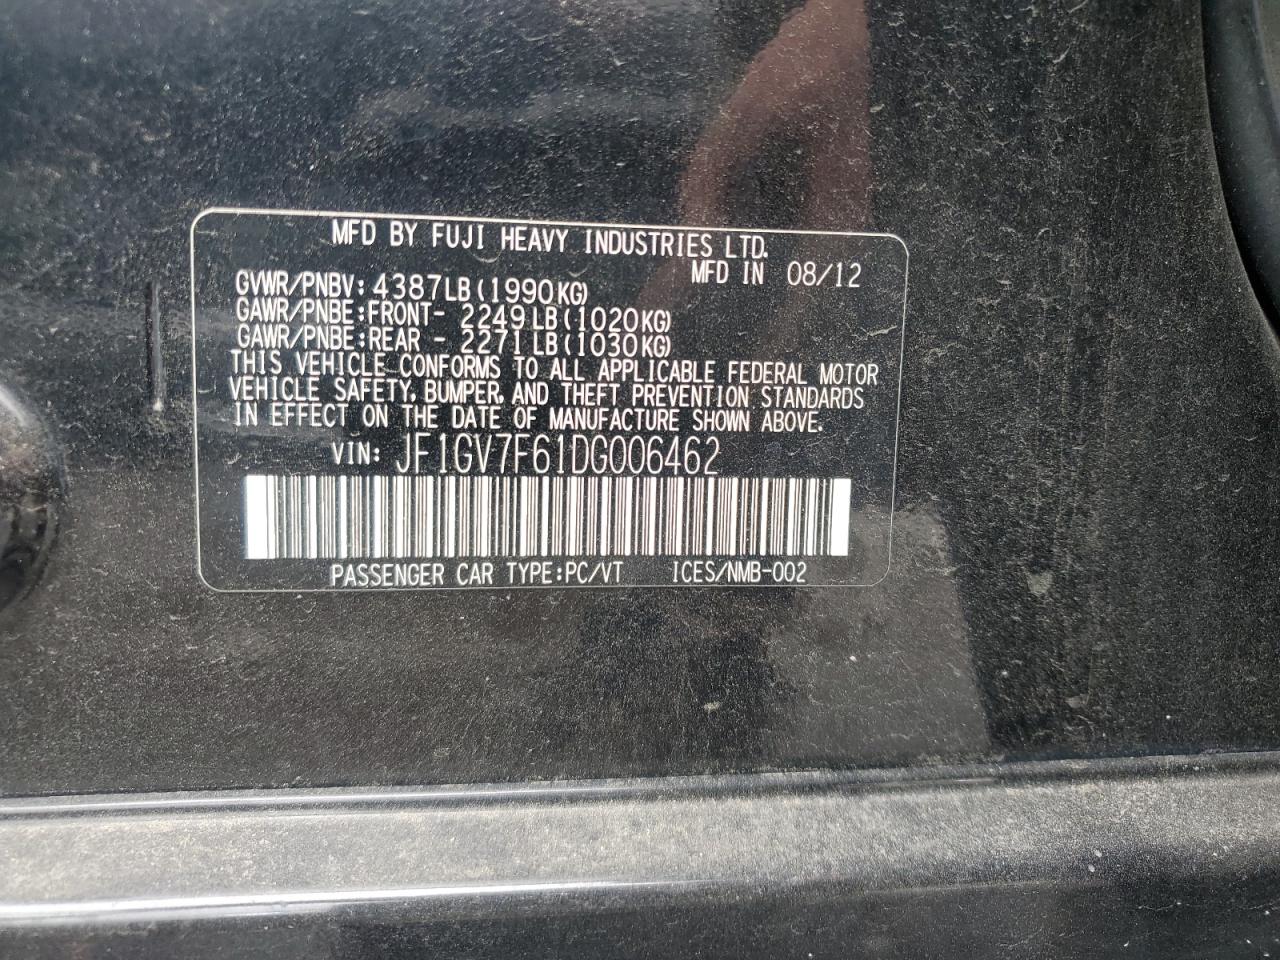 MFD BY FUJI HEAVY INDUSTRIES LTD.
MFD IN 08/12
GVWR/PNBV: 4387LB(1990KG)
GAWR/PNBE:FRONT- 2249LB(1020KG)
GAWR/PNBE:REAR - 2271LB(1030KG)
THIS VEHICLE CONFORMS TO ALL APPLICABLE FEDERAL MOTOR
VEHICLE SAFETY, BUMPER, AND THEFT PREVENTION STANDARDS
IN EFFECT ON THE DATE OF MANUFACTURE SHOWN ABOVE.
VIN: JF1GV7F61DG006462
PASSENGER CAR TYPE:PC/VT ICES/NMB-002